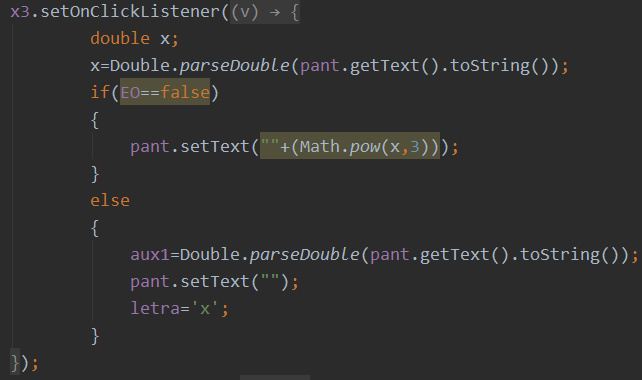 x3.setOnClickListener((v) → {
double x;
x=Double.parseDouble(pant.getText().toString());
if(EO==false)
{
pant.setText(""+(Math.pow(x,3)));
}
else
{
aux1=Double.parseDouble(pant.getText().toString());
pant.setText("");
letra='x';
}
});